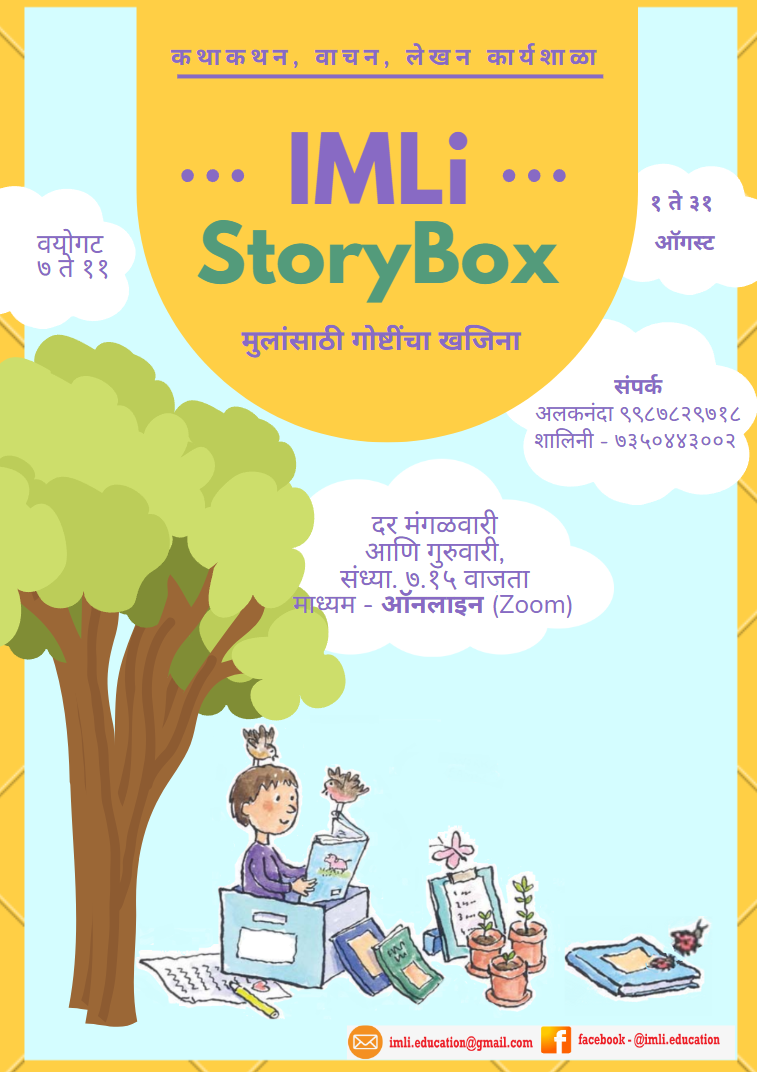 कथाकथन, वाचन, लेखन कार्यशाळा
IMLi
StoryBox
मुलांसाठी गोष्टींचा खजिना
वयोगट
७ ते ११
१ ते ३१
ऑगस्ट
संपर्क
अलकनंदा ९९८७८२९७१८
शालिनी - ७३५०४४३००२
दर मंगळवारी
आणि गुरुवारी,
संध्या. ७.१५ वाजता
माध्यम - ऑनलाइन (Zoom)
imli.education@gmail.com
facebook - @imli.education